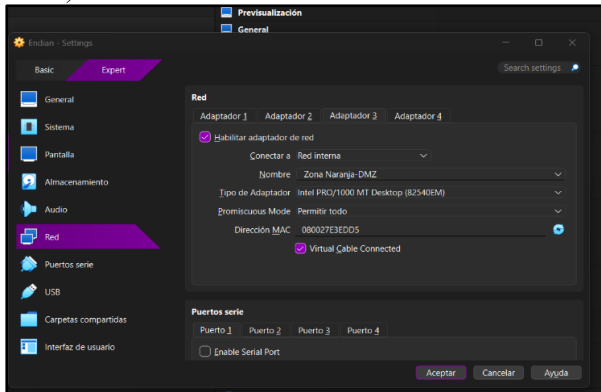 Previsualización
General
Endian - Settings
Basic Expert
Search settings
General
Sistema
Pantalla
Almacenamiento
Audio
Red
Puertos serie
USB
Carpetas compartidas
Interfaz de usuario
Red
Adaptador 1 Adaptador 2 Adaptador 3 Adaptador 4
Habilitar adaptador de red
Conectar a Red interna
Nombre Zona Naranja-DMZ
Tipo de Adaptador Intel PRO/1000 MT Desktop (82540EM)
Promiscuous Mode Permitir todo
Dirección MAC 080027E3EDD5
Virtual Cable Connected
Puertos serie
Puerto 1 Puerto 2 Puerto 3 Puerto 4
Enable Serial Port
Aceptar Cancelar Ayuda